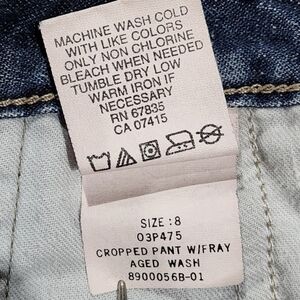 MACHINE WASH COLD
WITH LIKE COLORS
ONLY NON CHLORINE
BLEACH WHEN NEEDED
TUMBLE DRY LOW
WARM IRON IF
NECESSARY
RN 67835
CA 07415
SIZE:8
03P475
CROPPED PANT W/FRAY
AGED WASH
8900056B-01